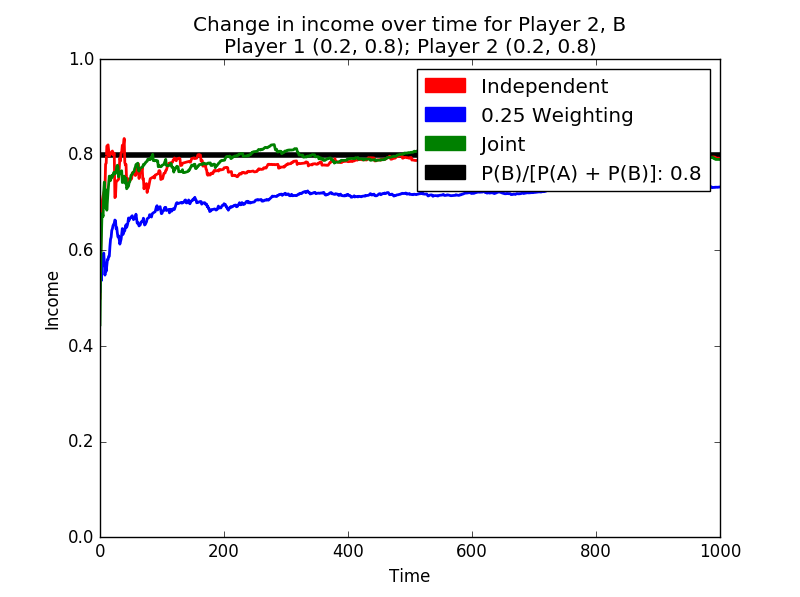 Change in income over time for Player 2, B
Player 1 (0.2, 0.8); Player 2 (0.2, 0.8)
Independent
0.25 Weighting
Joint
P(B)/[P(A) + P(B)]: 0.8
1.0
0.8
0.6
0.4
0.2
0.0
Income
0 200 400 600 800 1000
Time